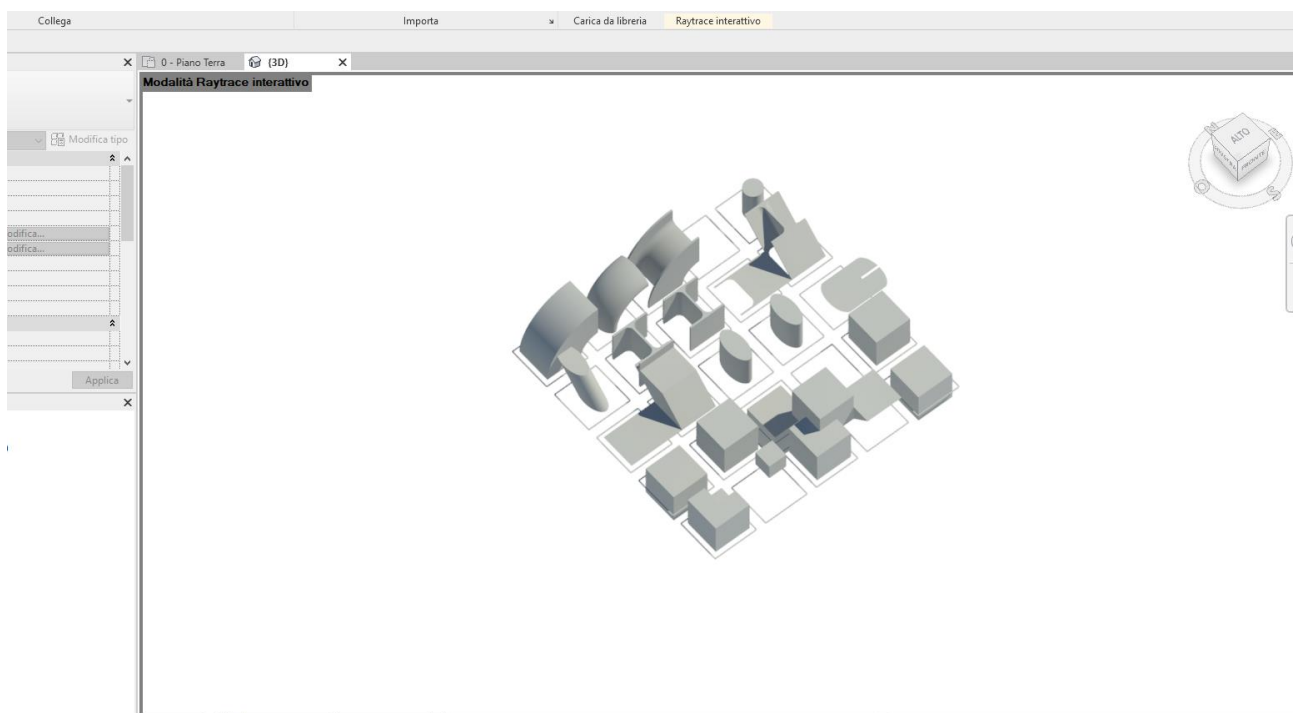 Collega
Importa
Carica da libreria
Raytrace interattivo
0 - Piano Terra
{3D}
Modalità Raytrace interattivo
Modifica tipo
odifica...
odifica...
Applica
ALTO
FRONTE
O
S